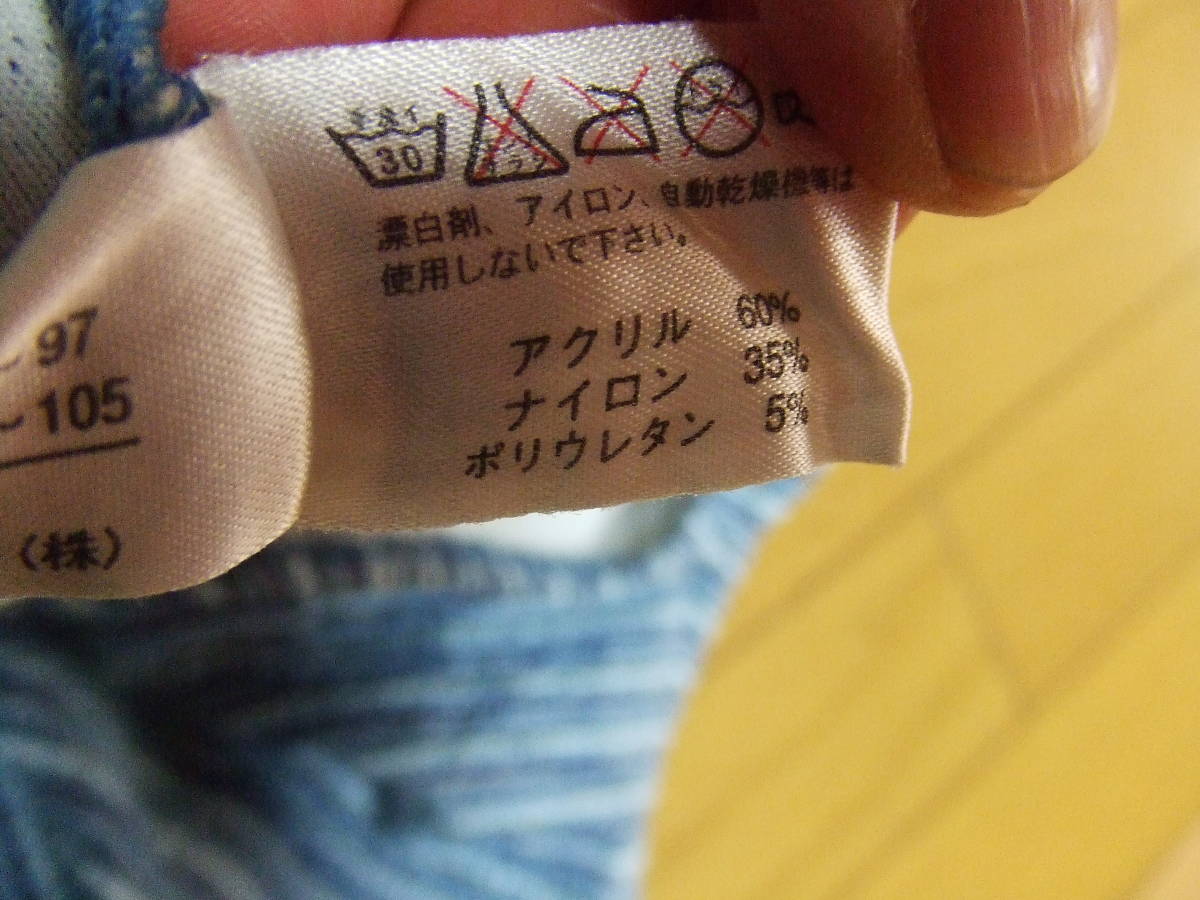 30
漂白剤、アイロン、自動乾燥機等は
使用しないで下さい。
アクリル 60%
ナイロン 35%
ポリウレタン 5%
~97
~105
(株)